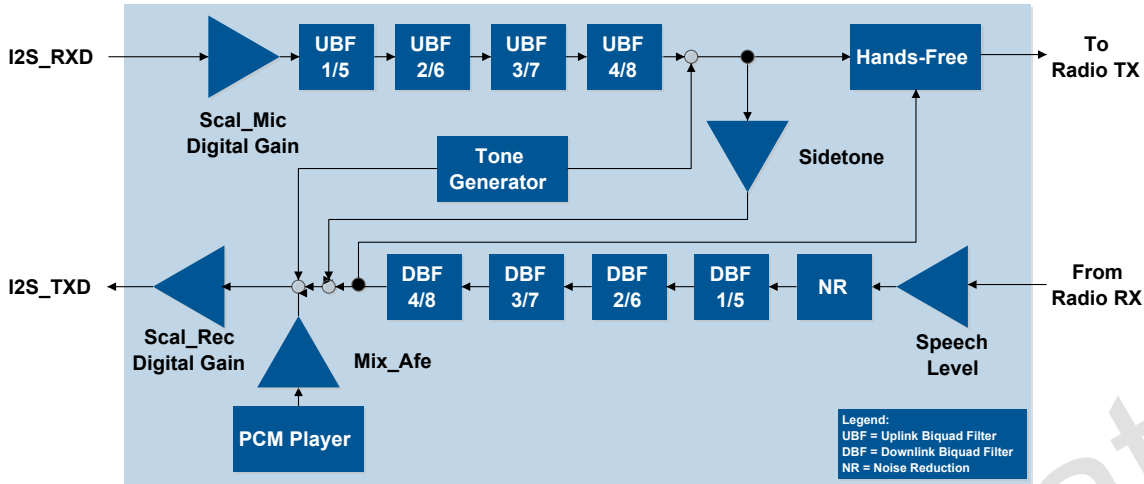 I2S_RXD
Scal_Mic
Digital Gain
UBF
1/5
UBF
2/6
UBF
3/7
UBF
4/8
Hands-Free
To
Radio TX
Tone
Generator
Sidetone
I2S_TXD
Scal_Rec
Digital Gain
Mix_Afe
PCM Player
DBF
4/8
DBF
3/7
DBF
2/6
DBF
1/5
NR
Speech
Level
From
Radio RX
Legend:
UBF = Uplink Biquad Filter
DBF = Downlink Biquad Filter
NR = Noise Reduction